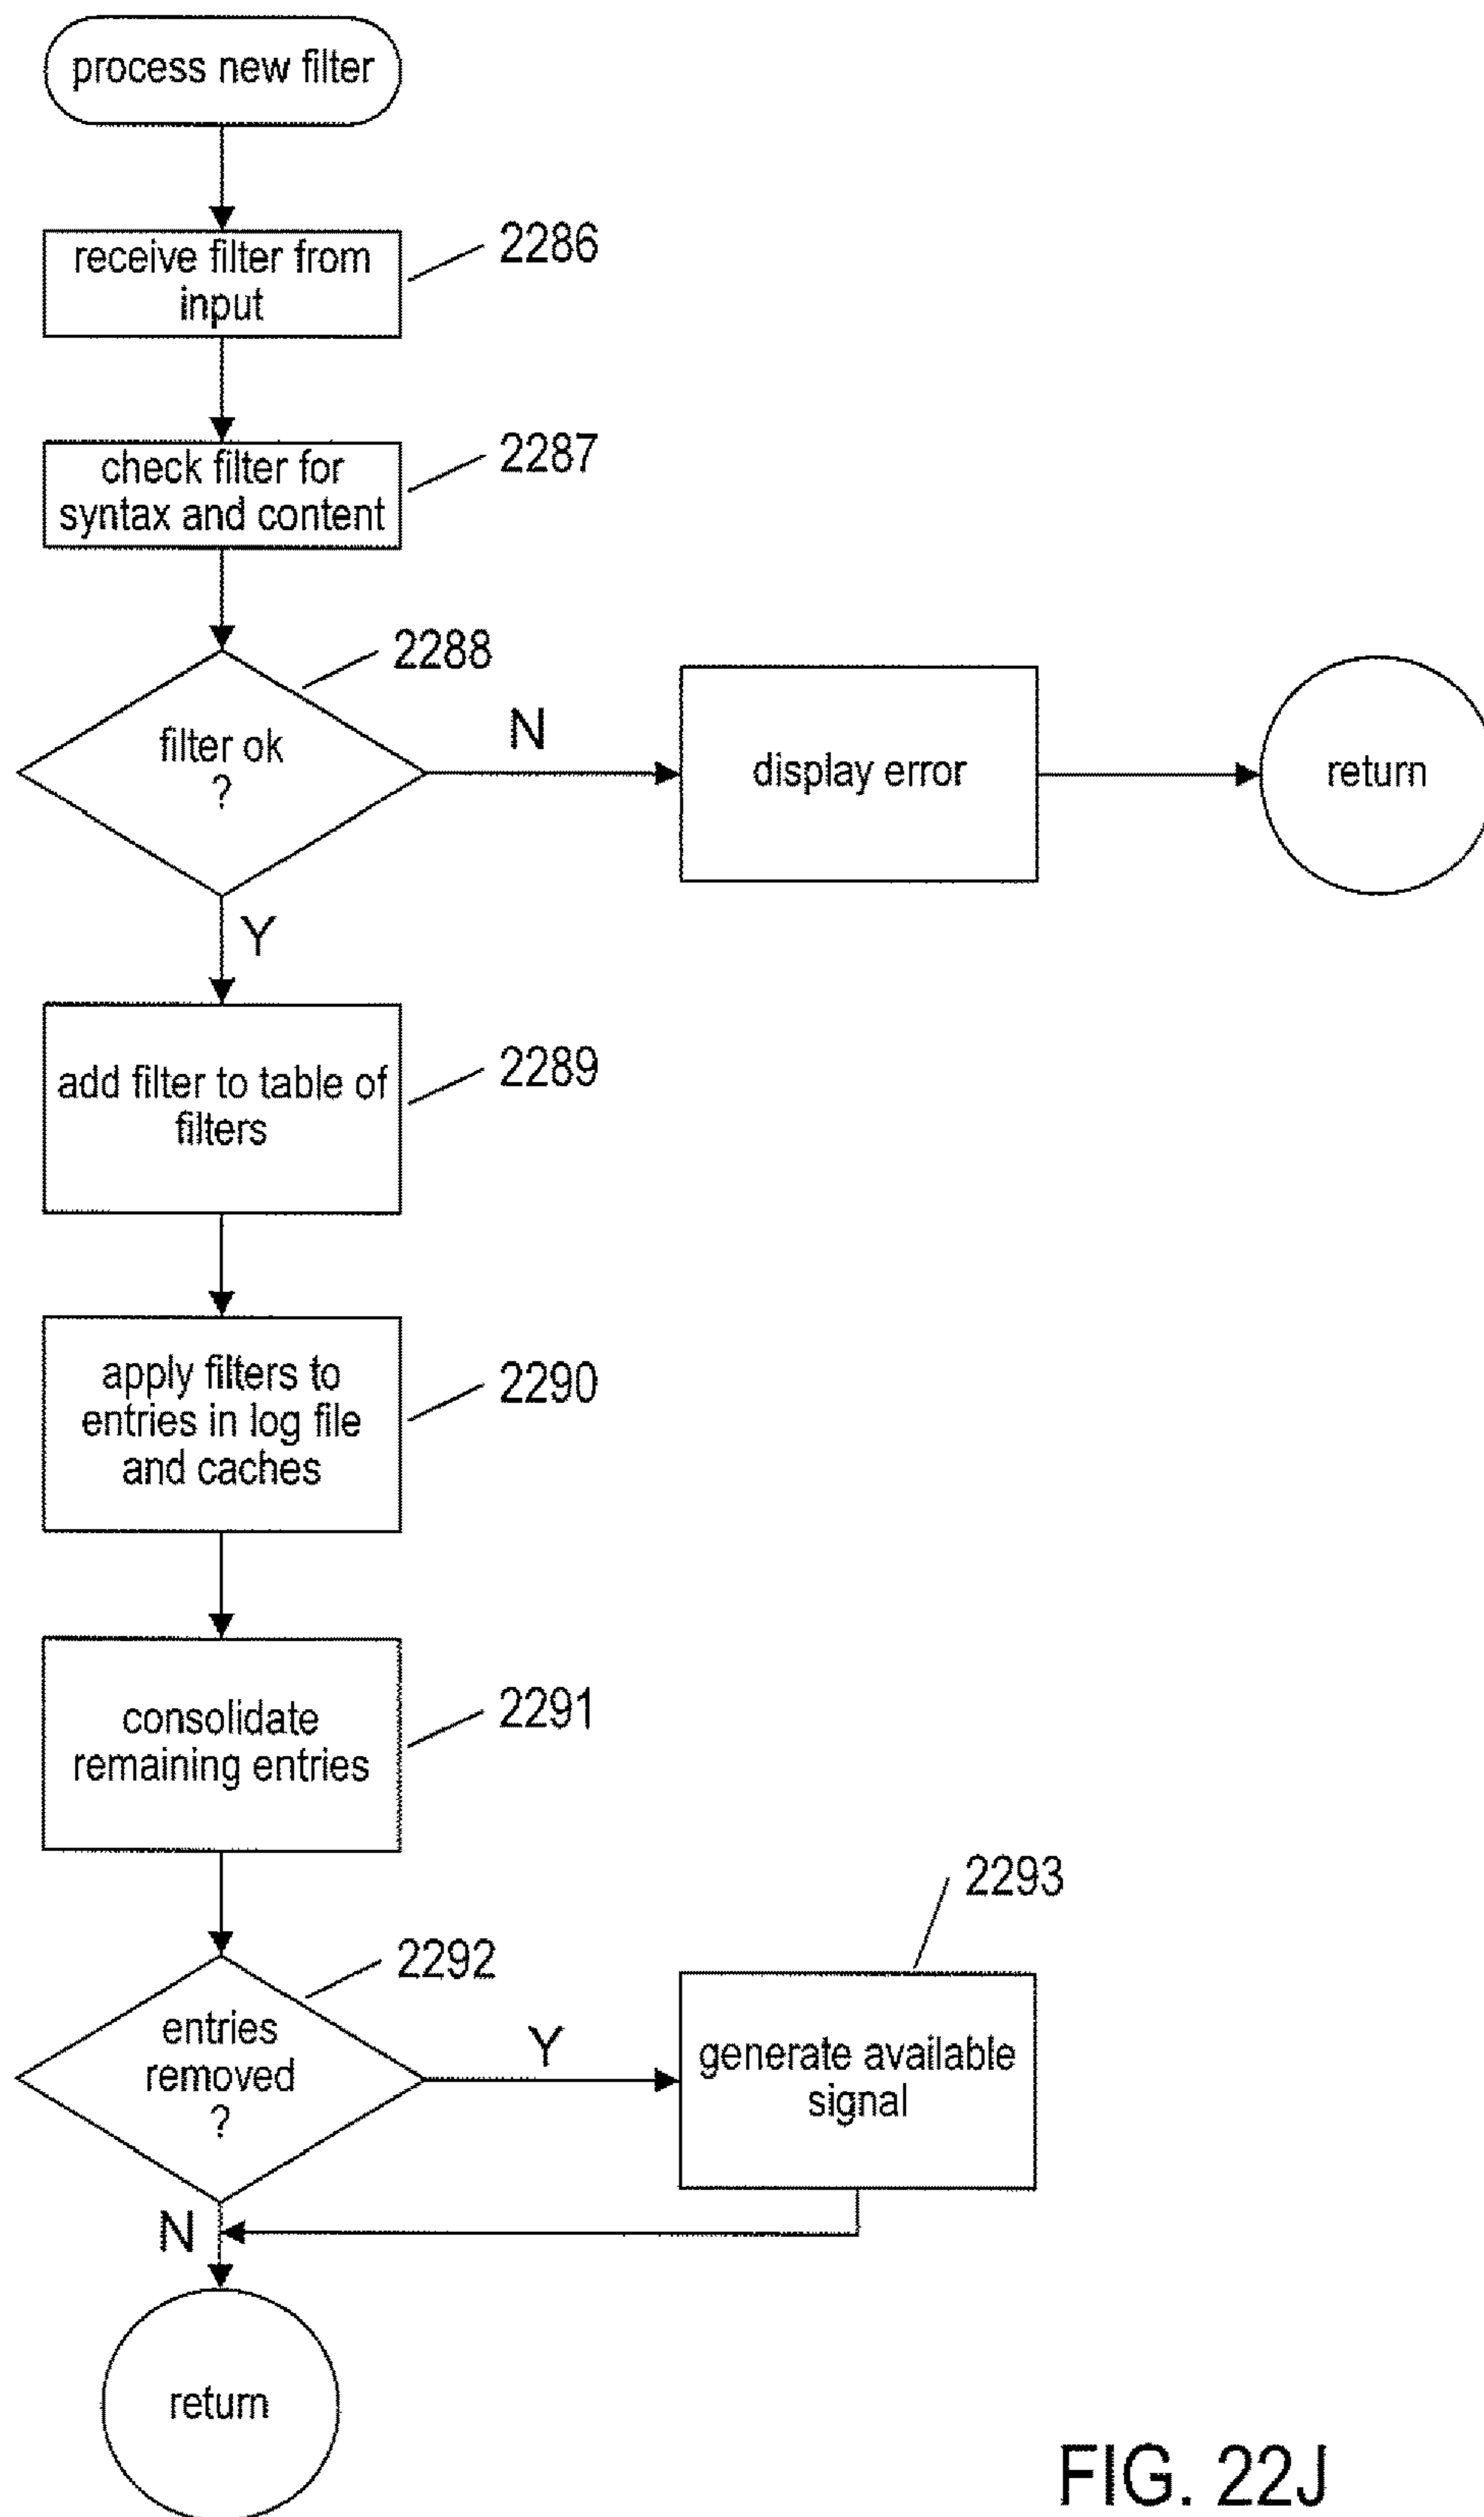 process new filter
receive filter from
input
2286
check filter for
syntax and content
2287
2288
filter ok
?
N
display error
return
Y
add filter to table of
filters
2289
apply filters to
entries in log file
and caches
2290
consolidate
remaining entries
2291
2292
entries
removed
?
Y
2293
generate available
signal
N
return
FIG. 22J